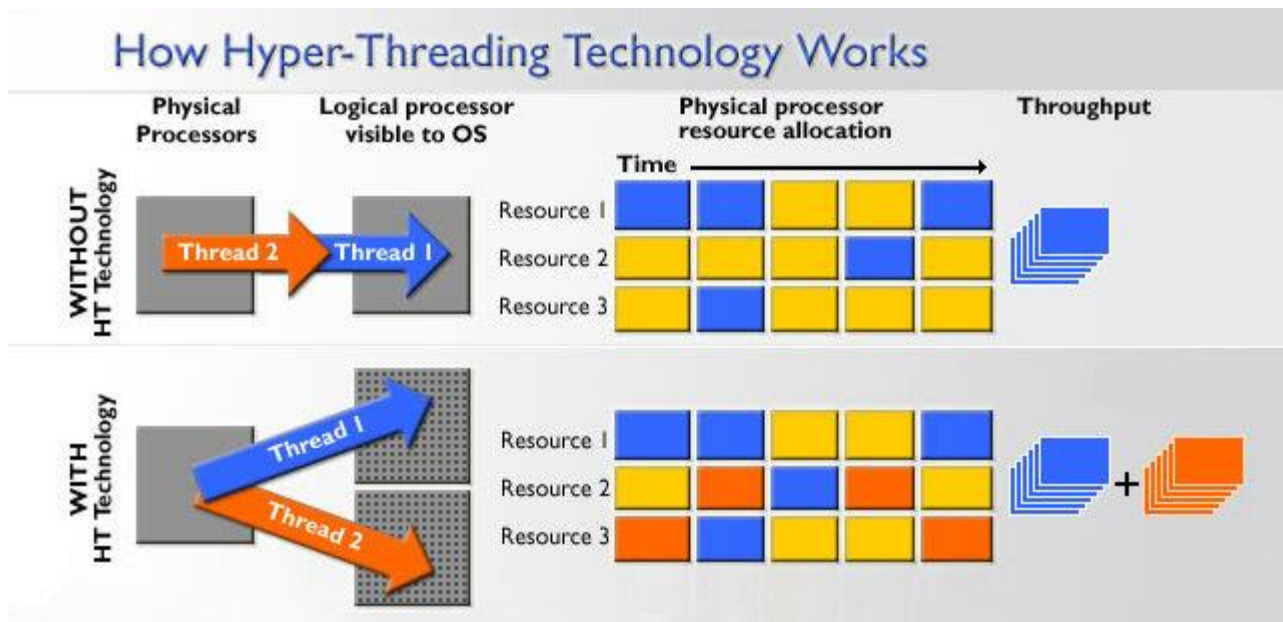 How Hyper-Threading Technology Works
Physical
Processors
Logical processor
visible to OS
Physical processor
resource allocation
Throughput
Time
WITHOUT
HT Technology
Thread 2
Thread 1
Resource 1
Resource 2
Resource 3
WITH
HT Technology
Thread 1
Thread 2
Resource 1
Resource 2
Resource 3
+